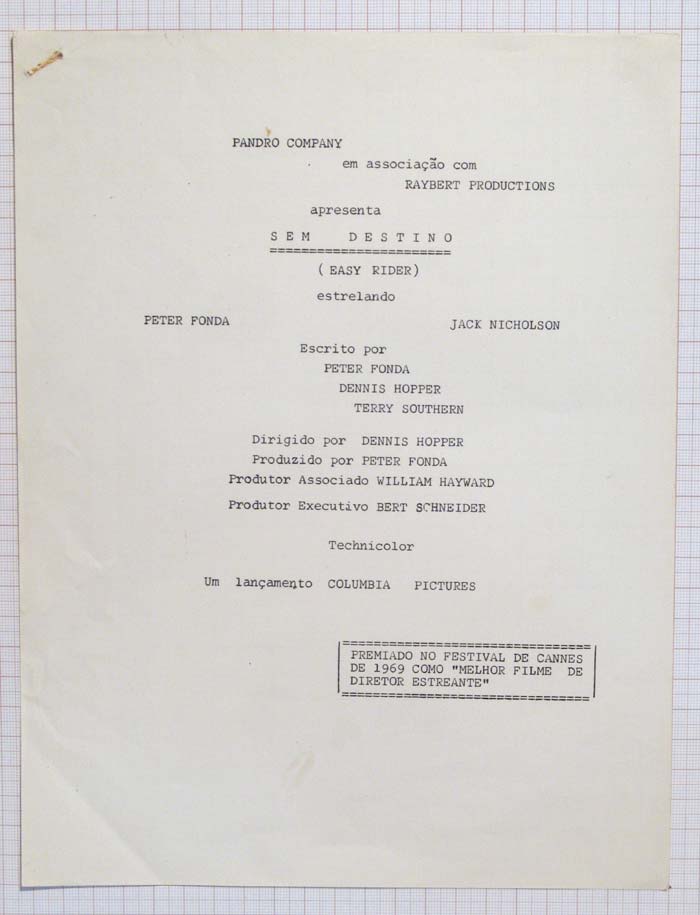 PANDRO COMPANY
em associação com
RAYBERT PRODUCTIONS
apresenta
S E M   D E S T I N O
=======================
( EASY RIDER)
estrelando
PETER FONDA   JACK NICHOLSON
Escrito por
PETER FONDA
DENNIS HOPPER
TERRY SOUTHERN
Dirigido por DENNIS HOPPER
Produzido por PETER FONDA
Produtor Associado WILLIAM HAYWARD
Produtor Executivo BERT SCHNEIDER
Technicolor
Um lançamento COLUMBIA PICTURES
PREMIADO NO FESTIVAL DE CANNES
DE 1969 COMO "MELHOR FILME DE
DIRETOR ESTREANTE"